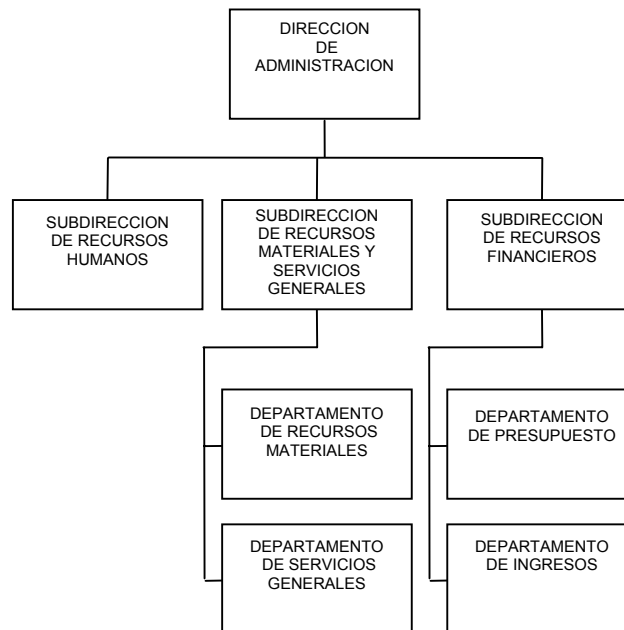 DIRECCION
DE
ADMINISTRACION
SUBDIRECCION
DE RECURSOS
HUMANOS
SUBDIRECCION
DE RECURSOS
MATERIALES Y
SERVICIOS
GENERALES
SUBDIRECCION
DE RECURSOS
FINANCIEROS
DEPARTAMENTO
DE RECURSOS
MATERIALES
DEPARTAMENTO
DE PRESUPUESTO
DEPARTAMENTO
DE SERVICIOS
GENERALES
DEPARTAMENTO
DE INGRESOS